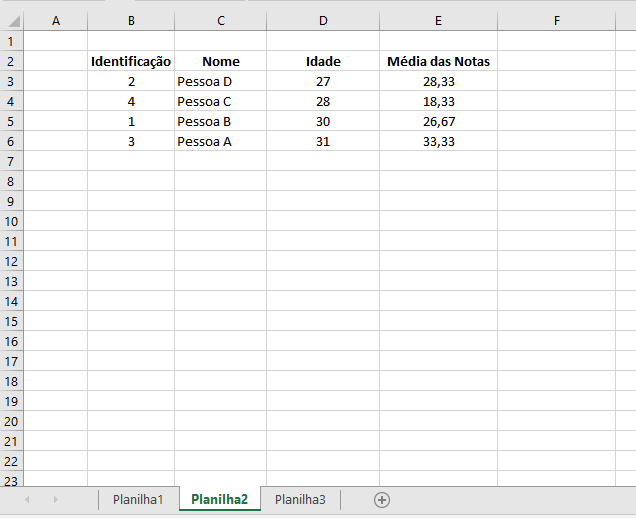 A B C D E F
1
2 Identificação Nome Idade Média das Notas
3 2 Pessoa D 27 28,33
4 4 Pessoa C 28 18,33
5 1 Pessoa B 30 26,67
6 3 Pessoa A 31 33,33
7
8
9
10
11
12
13
14
15
16
17
18
19
20
21
22
23
Planilha1 Planilha2 Planilha3